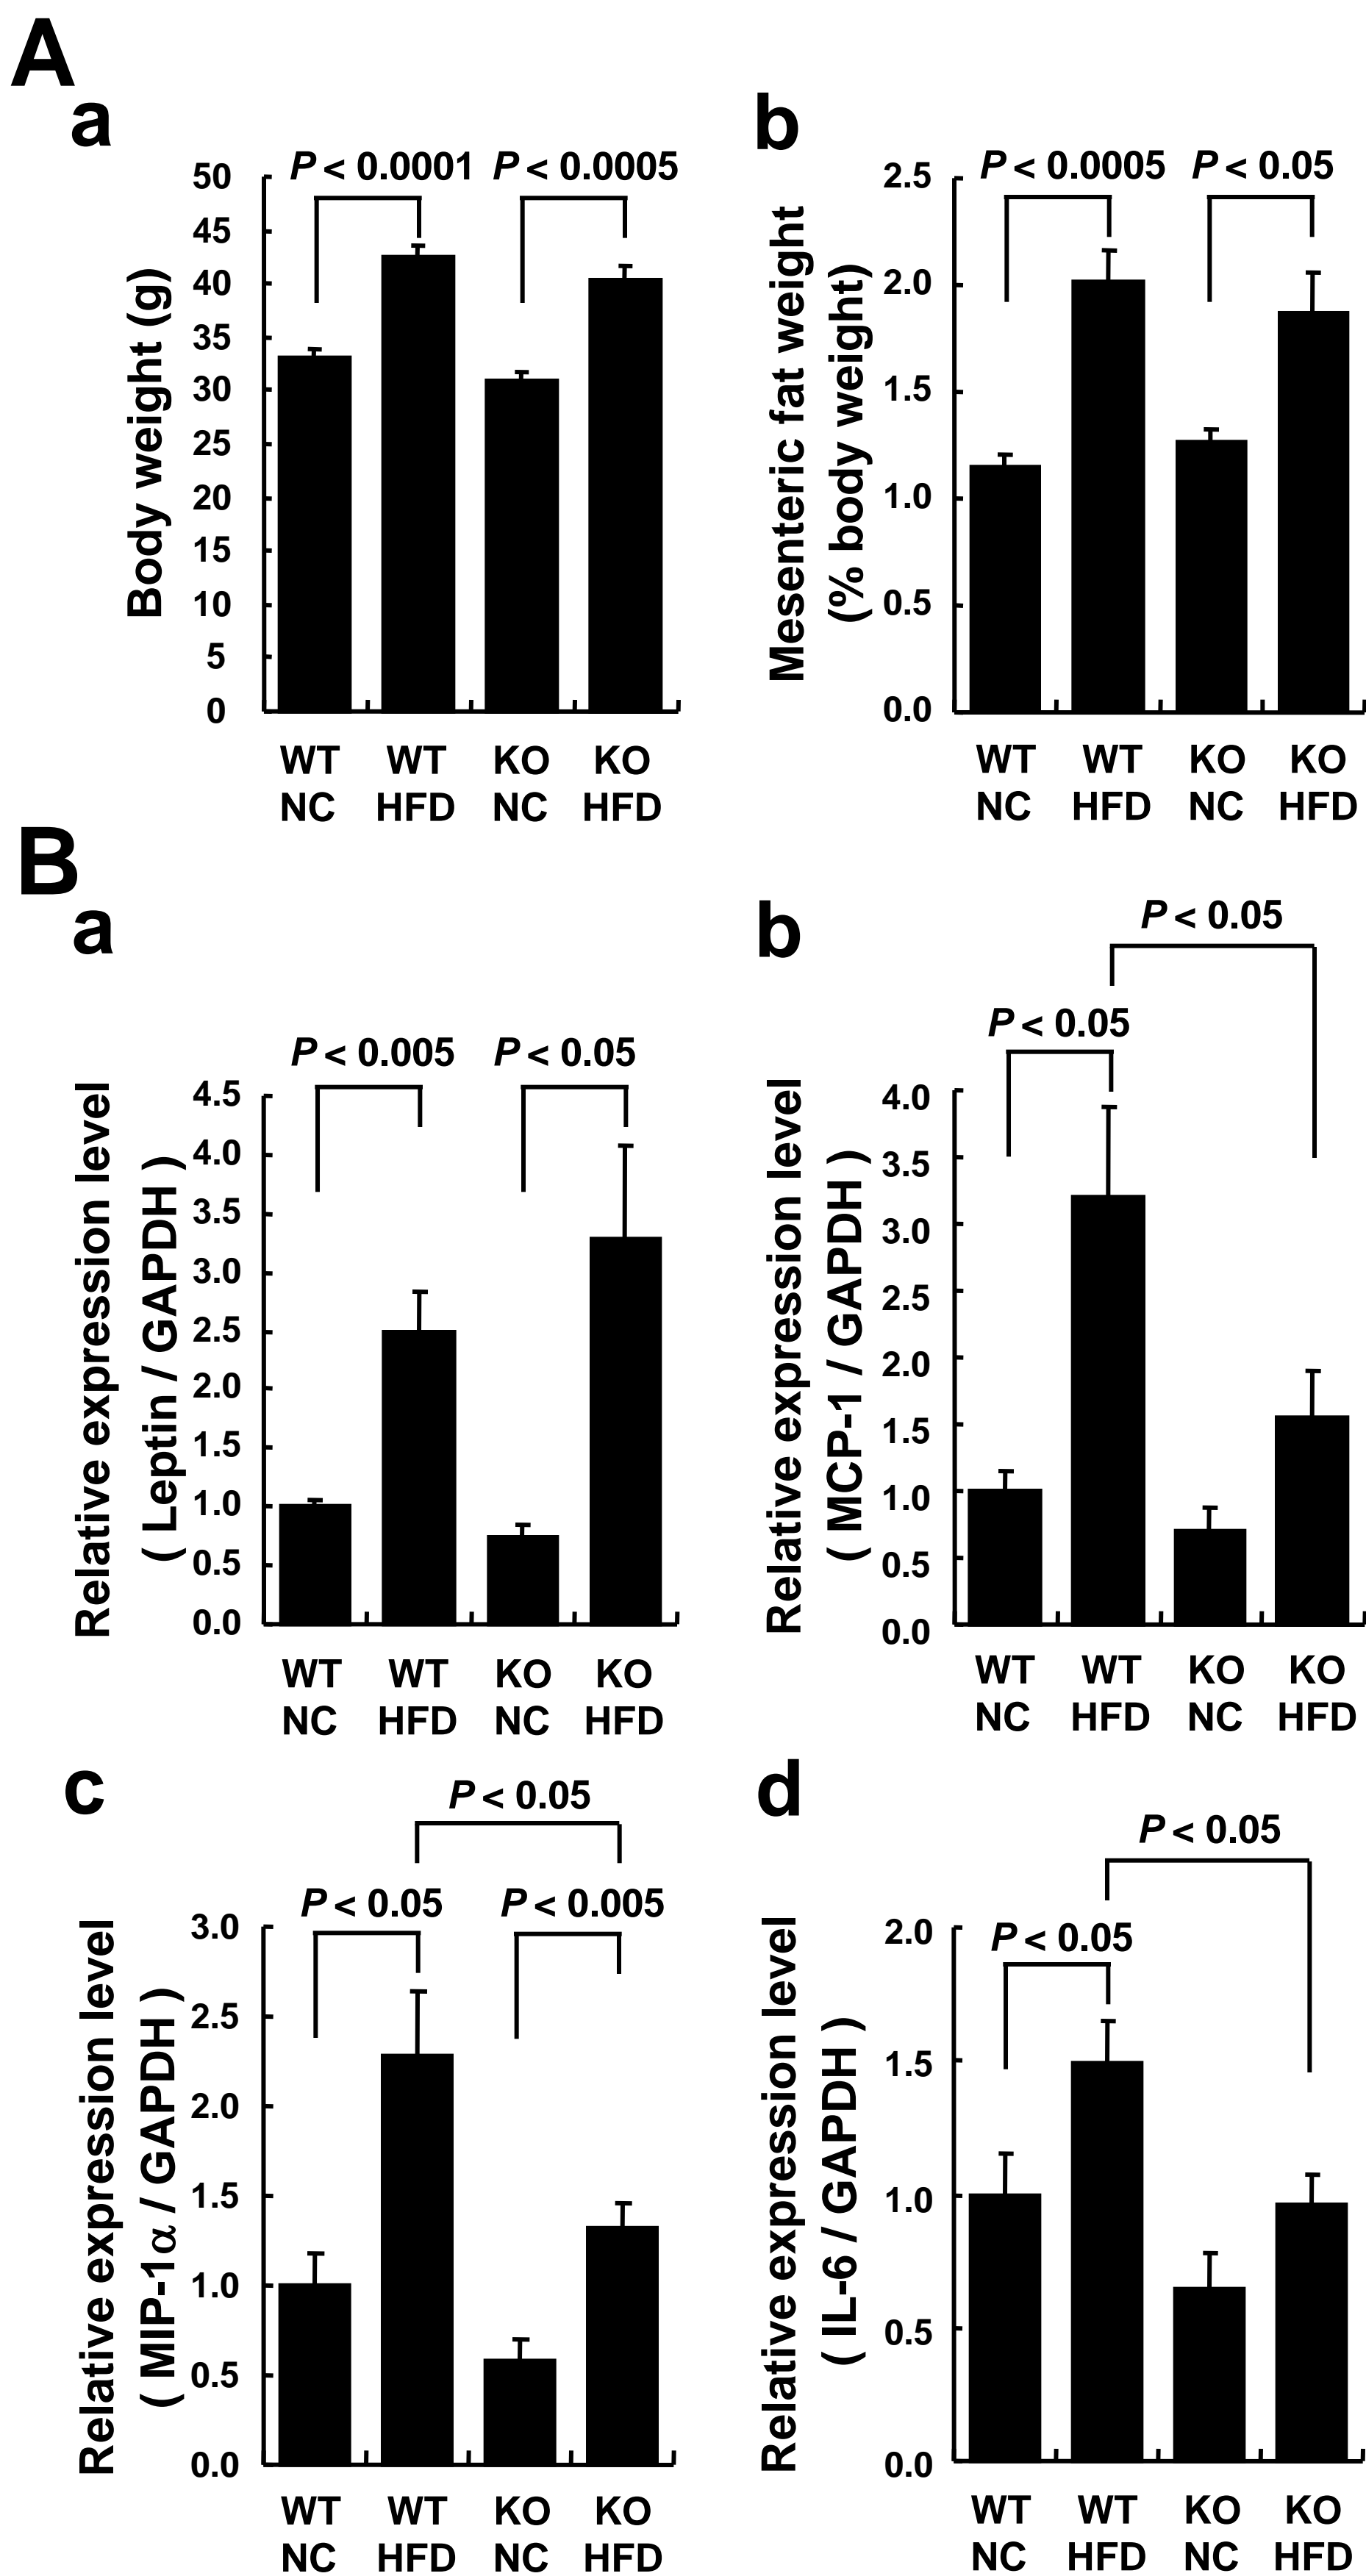 A
a
P < 0.0001 P < 0.0005
Body weight (g)
50
45
40
35
30
25
20
15
10
5
0
WT WT KO KO
NC HFD NC HFD
b
P < 0.0005 P < 0.05
Mesenteric fat weight
(% body weight)
2.5
2.0
1.5
1.0
0.5
0.0
WT WT KO KO
NC HFD NC HFD
B
a
P < 0.005 P < 0.05
Relative expression level
( Leptin / GAPDH )
4.5
4.0
3.5
3.0
2.5
2.0
1.5
1.0
0.5
0.0
WT WT KO KO
NC HFD NC HFD
b
P < 0.05
P < 0.05
Relative expression level
( MCP-1 / GAPDH )
4.0
3.5
3.0
2.5
2.0
1.5
1.0
0.5
0.0
WT WT KO KO
NC HFD NC HFD
c
P < 0.05
P < 0.05 P < 0.005
Relative expression level
( MIP-1α / GAPDH )
3.0
2.5
2.0
1.5
1.0
0.5
0.0
WT WT KO KO
NC HFD NC HFD
d
P < 0.05
P < 0.05
Relative expression level
( IL-6 / GAPDH )
2.0
1.5
1.0
0.5
0.0
WT WT KO KO
NC HFD NC HFD